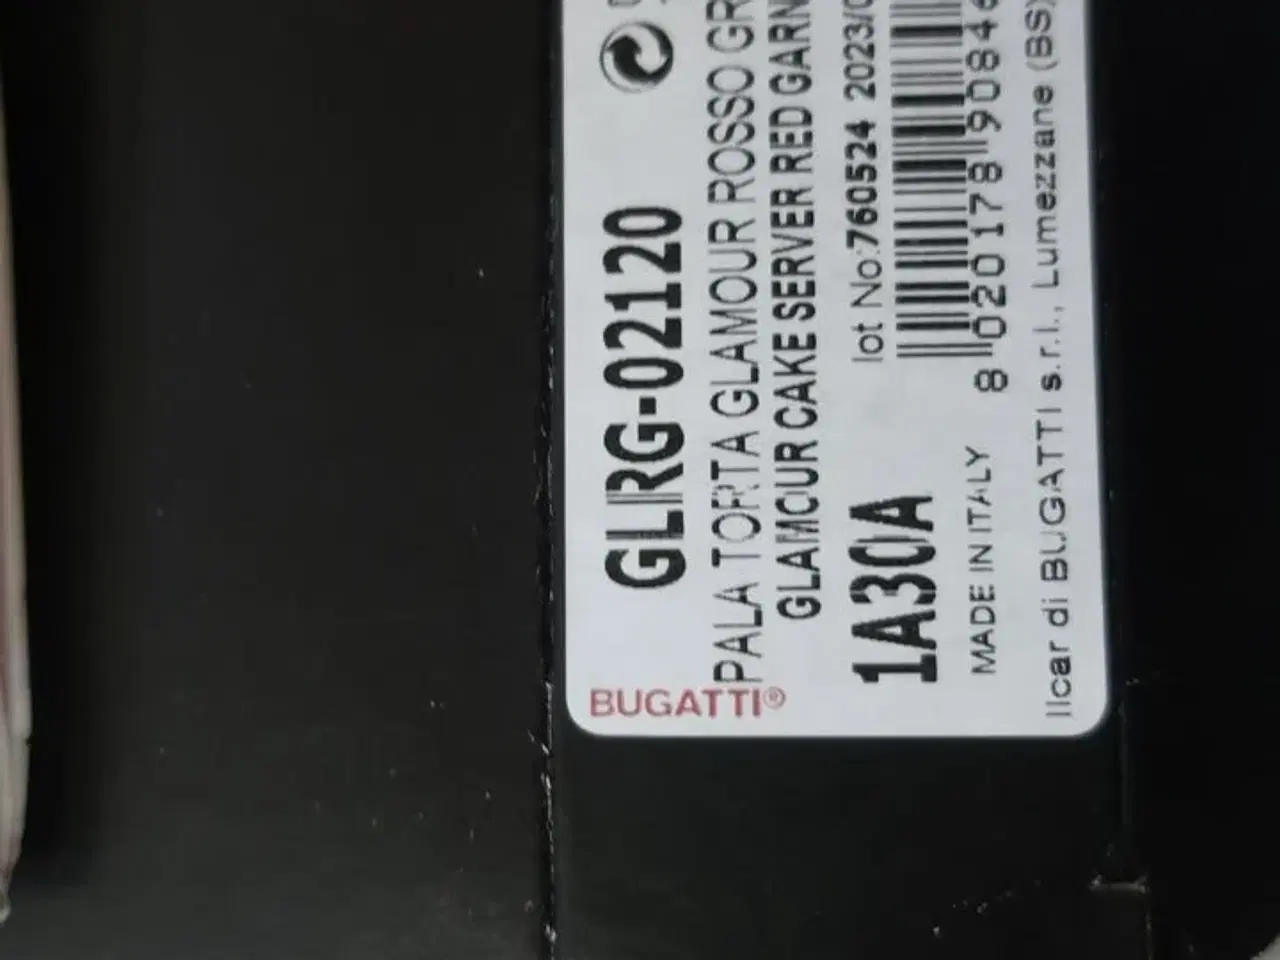 BUGATTI®
GLRG-02120
PALA TORTA GLAMOUR ROSSO GR
GLAMOUR CAKE SERVER RED GARN
1A30A
lot No:760524 2023/0
MADE IN ITALY
8 020178 90846
Ilcar di BUGATTI s.r.l., Lumezzane (BS)